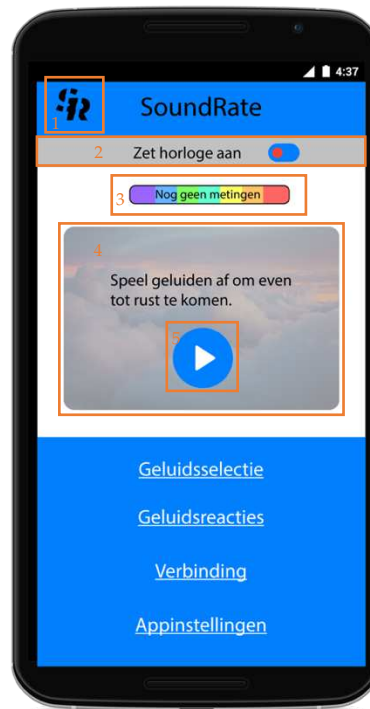 4:37
SR
1
SoundRate
2
Zet horloge aan
3
Nog geen metingen
4
Speel geluiden af om even
tot rust te komen.
5
Geluidsselectie
Geluidsreacties
Verbinding
Appinstellingen